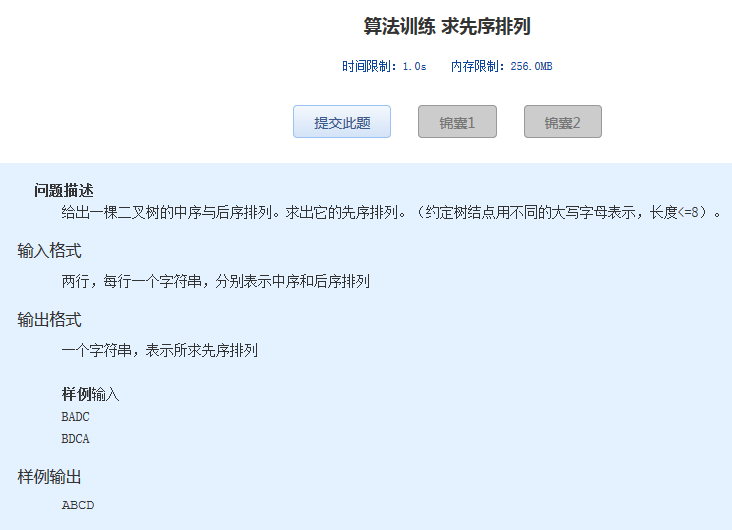 算法训练 求先序排列
时间限制：1.0s 内存限制：256.0MB
提交此题 锦囊1 锦囊2
问题描述
给出一棵二叉树的中序与后序排列。求出它的先序排列。（约定树结点用不同的大写字母表示，长度<=8）。
输入格式
两行，每行一个字符串，分别表示中序和后序排列
输出格式
一个字符串，表示所求先序排列
样例输入
BADC
BDCA
样例输出
ABCD